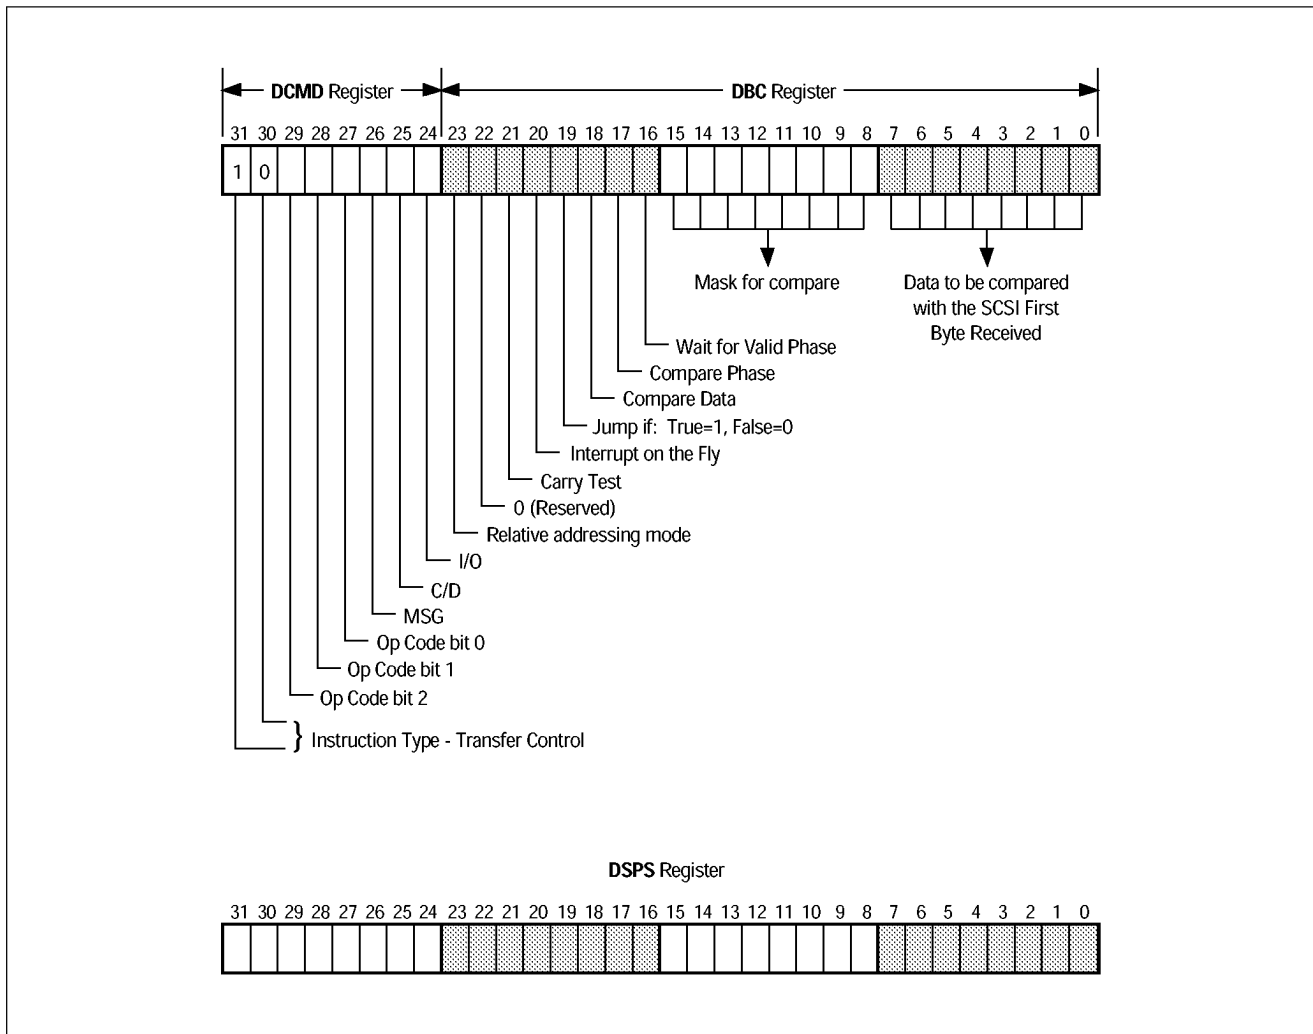 DCMD Register DBC Register
31 30 29 28 27 26 25 24 23 22 21 20 19 18 17 16 15 14 13 12 11 10 9 8 7 6 5 4 3 2 1 0
1 0
Mask for compare
Data to be compared
with the SCSI First
Byte Received
Wait for Valid Phase
Compare Phase
Compare Data
Jump if: True=1, False=0
Interrupt on the Fly
Carry Test
0 (Reserved)
Relative addressing mode
I/O
C/D
MSG
Op Code bit 0
Op Code bit 1
Op Code bit 2
} Instruction Type - Transfer Control
DSPS Register
31 30 29 28 27 26 25 24 23 22 21 20 19 18 17 16 15 14 13 12 11 10 9 8 7 6 5 4 3 2 1 0